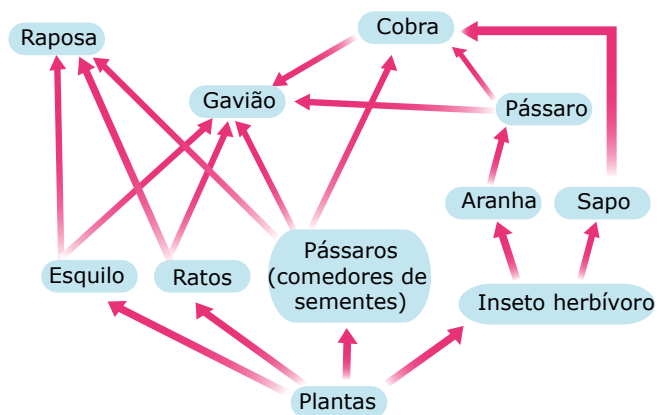 Raposa
Cobra
Gavião
Pássaro
Aranha
Sapo
Esquilo
Ratos
Pássaros
(comedores de
sementes)
Inseto herbívoro
Plantas